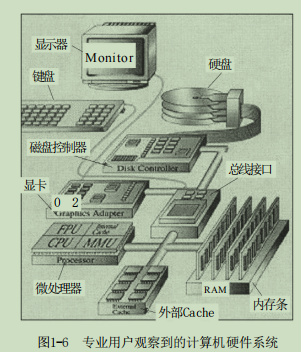 显示器
Monitor
硬盘
键盘
磁盘控制器
Disk Controller
总线接口
显卡
0 2
Graphics Adapter
FPU
Internal
Cache
CPU
MMU
Processor
微处理器
RAM
内存条
External
Cache
外部Cache
图1-6 专业用户观察到的计算机硬件系统